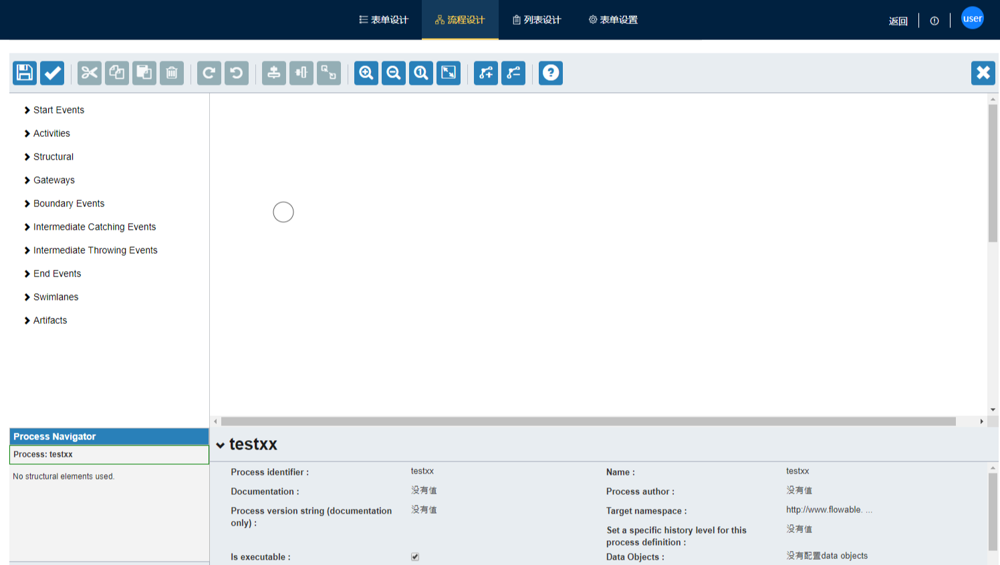 表单设计
流程设计
列表设计
表单设置
返回
user
Start Events
Activities
Structural
Gateways
Boundary Events
Intermediate Catching Events
Intermediate Throwing Events
End Events
Swimlanes
Artifacts
Process Navigator
Process: testxx
No structural elements used.
testxx
Process identifier : testxx
Name : testxx
Documentation : 没有值
Process author : 没有值
Process version string (documentation
only) : 没有值
Target namespace : http://www.flowable. ...
Set a specific history level for this
process definition : 没有值
Is executable :
Data Objects : 没有配置data objects